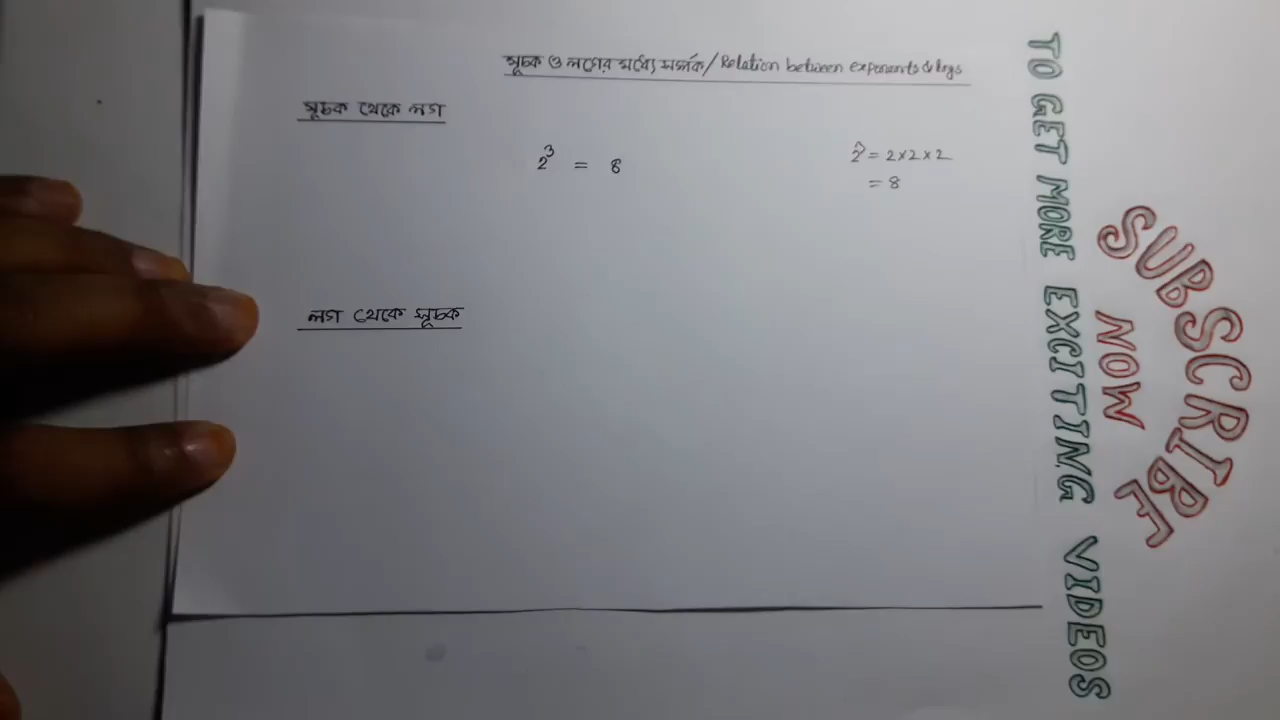 সূচক ও লগের মধ্যে সম্পর্ক/Relation between exponents & logs
সূচক থেকে লগ
2³ = 8
2³ = 2×2×2
= 8
লগ থেকে সূচক
TO GET MORE EXCITING VIDEOS
SUBSCRIBE
NOW